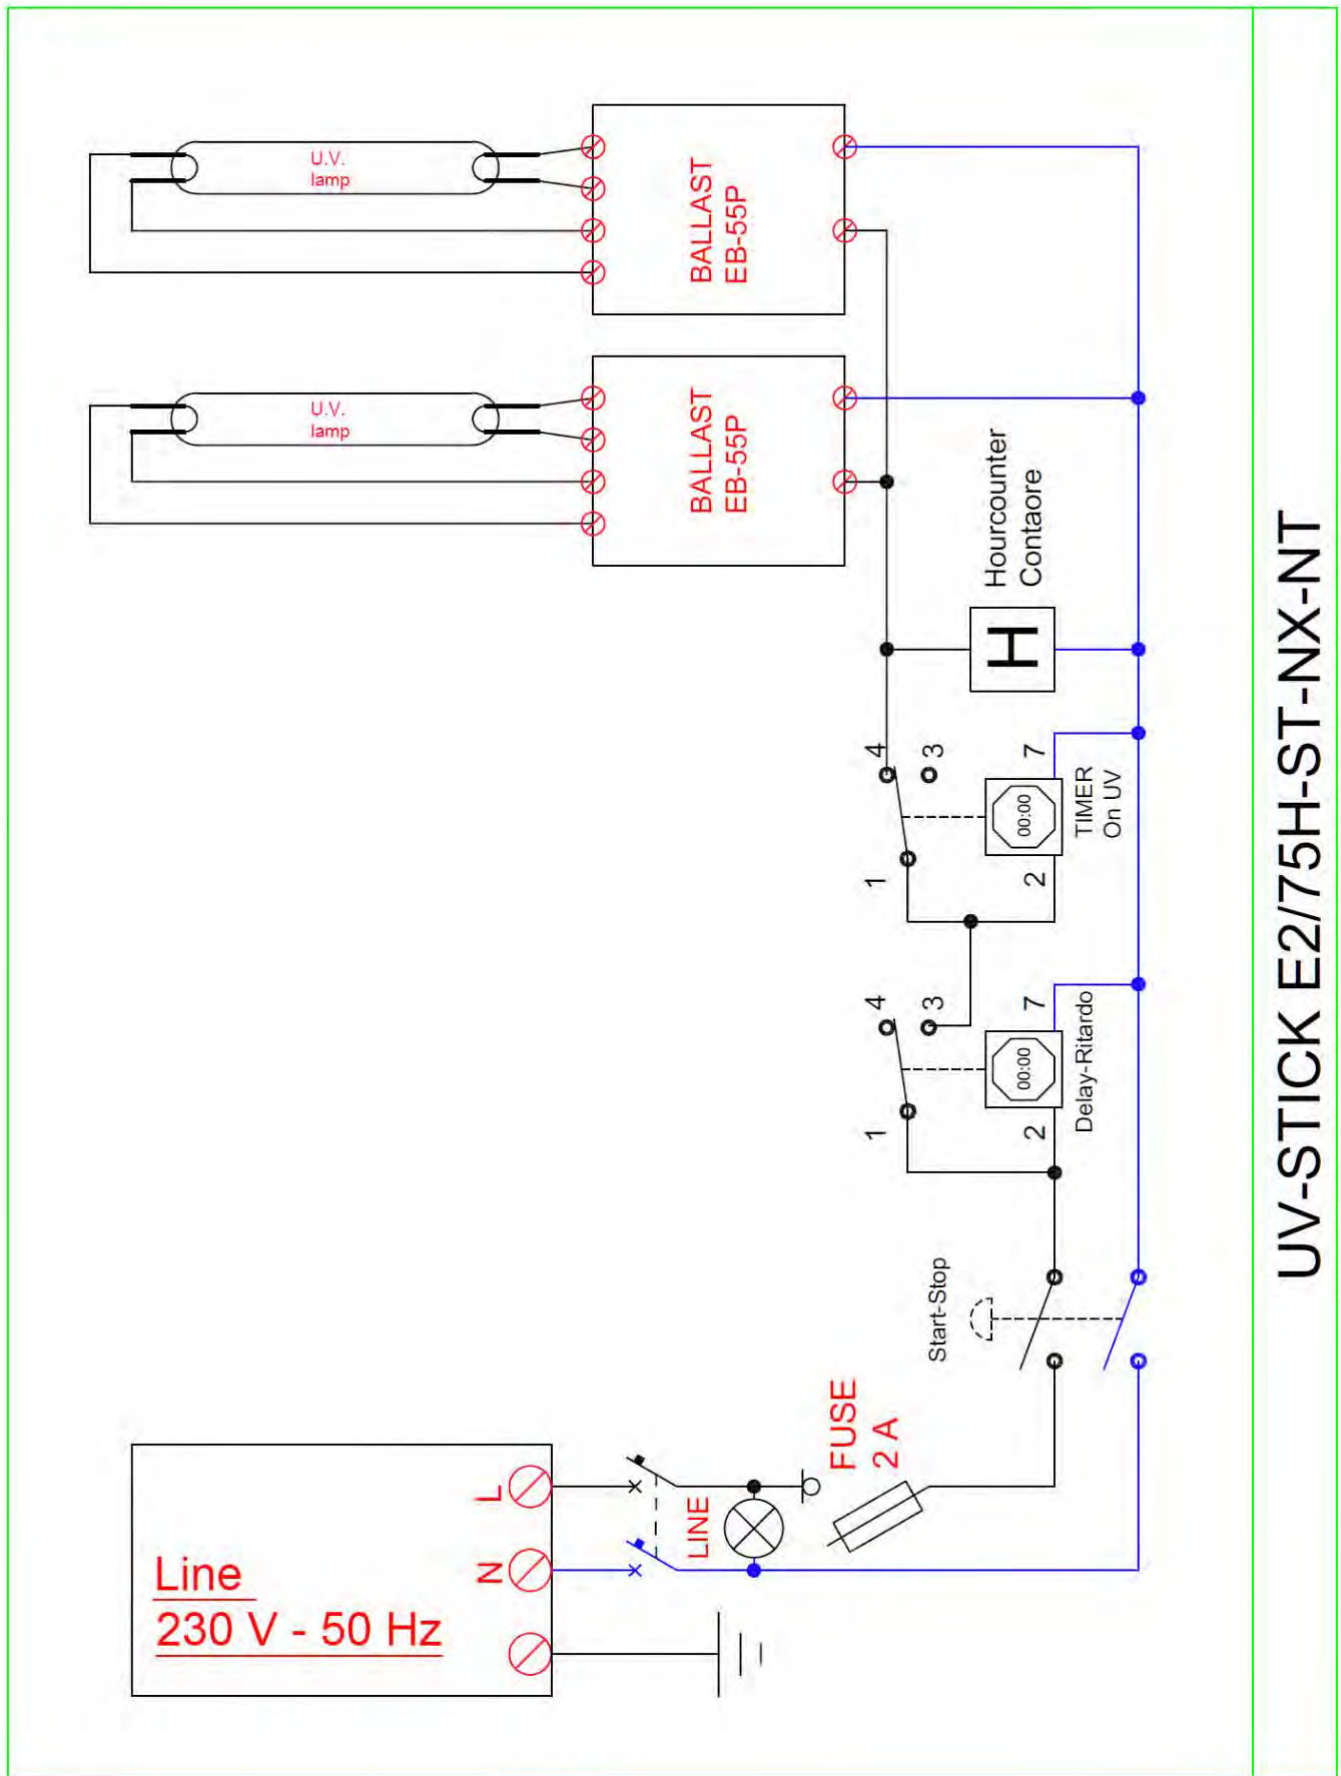 U.V.
lamp
BALLAST
EB-55P
U.V.
lamp
BALLAST
EB-55P
Hourcounter
Contaore
H
4
3
1
00:00
7
2
TIMER
On UV
4
3
1
00:00
7
2
Delay-Ritardo
Start-Stop
FUSE
2 A
LINE
L
N
Line
230 V - 50 Hz
UV-STICK E2/75H-ST-NX-NT